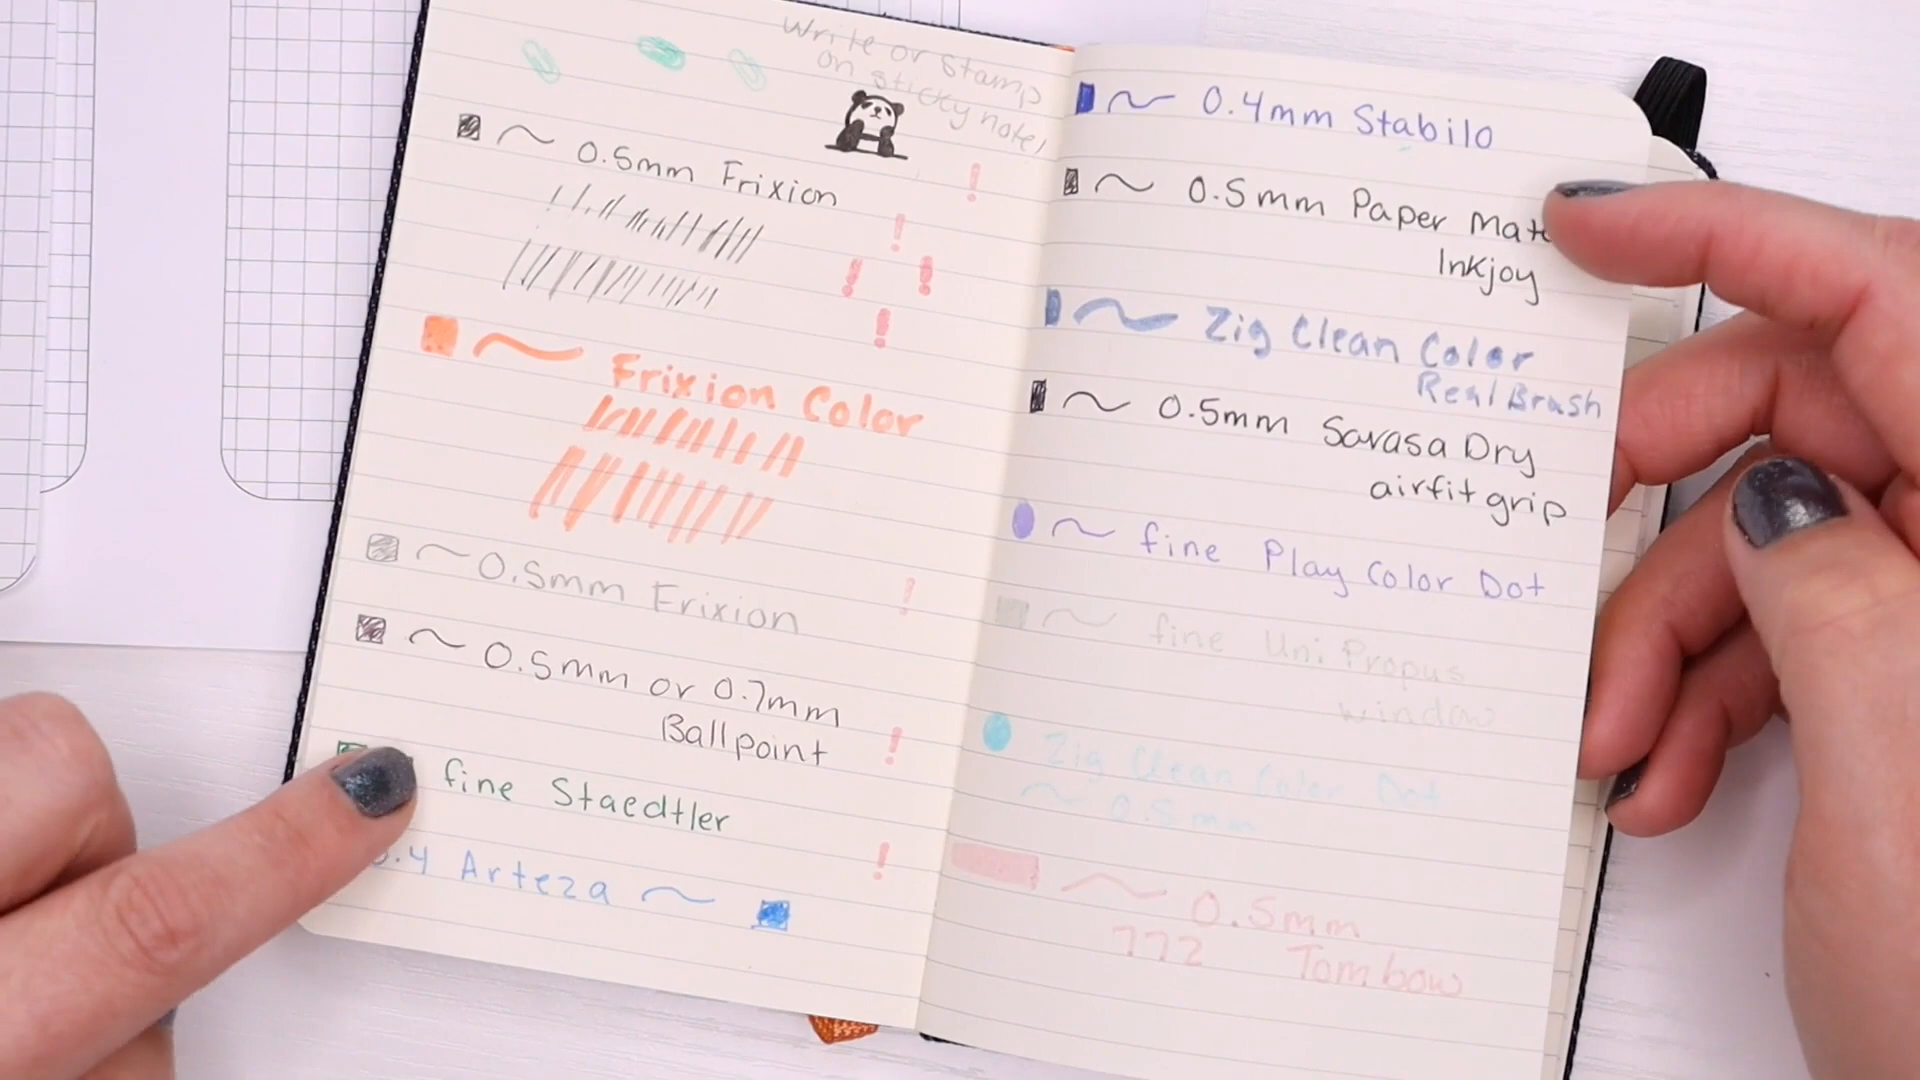 Write or Stamp
on sticky note!
0.5mm Frixion
Frixion Color
0.5mm Frixion
0.5mm or 0.7mm
Ballpoint
fine Staedtler
0.4 Arteza
0.4mm Stabilo
0.5mm Paper Mate
Inkjoy
Zig Clean Color
Real Brush
0.5mm Sarasa Dry
airfit grip
fine Play Color Dot
fine Uni Propus
window
Zig Clean Color Dot
0.5mm
0.5mm
772 Tombow